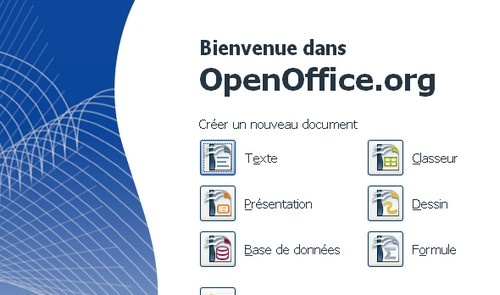 Bienvenue dans
OpenOffice.org
Créer un nouveau document
Texte
Classeur
Présentation
Dessin
Base de données
Formule